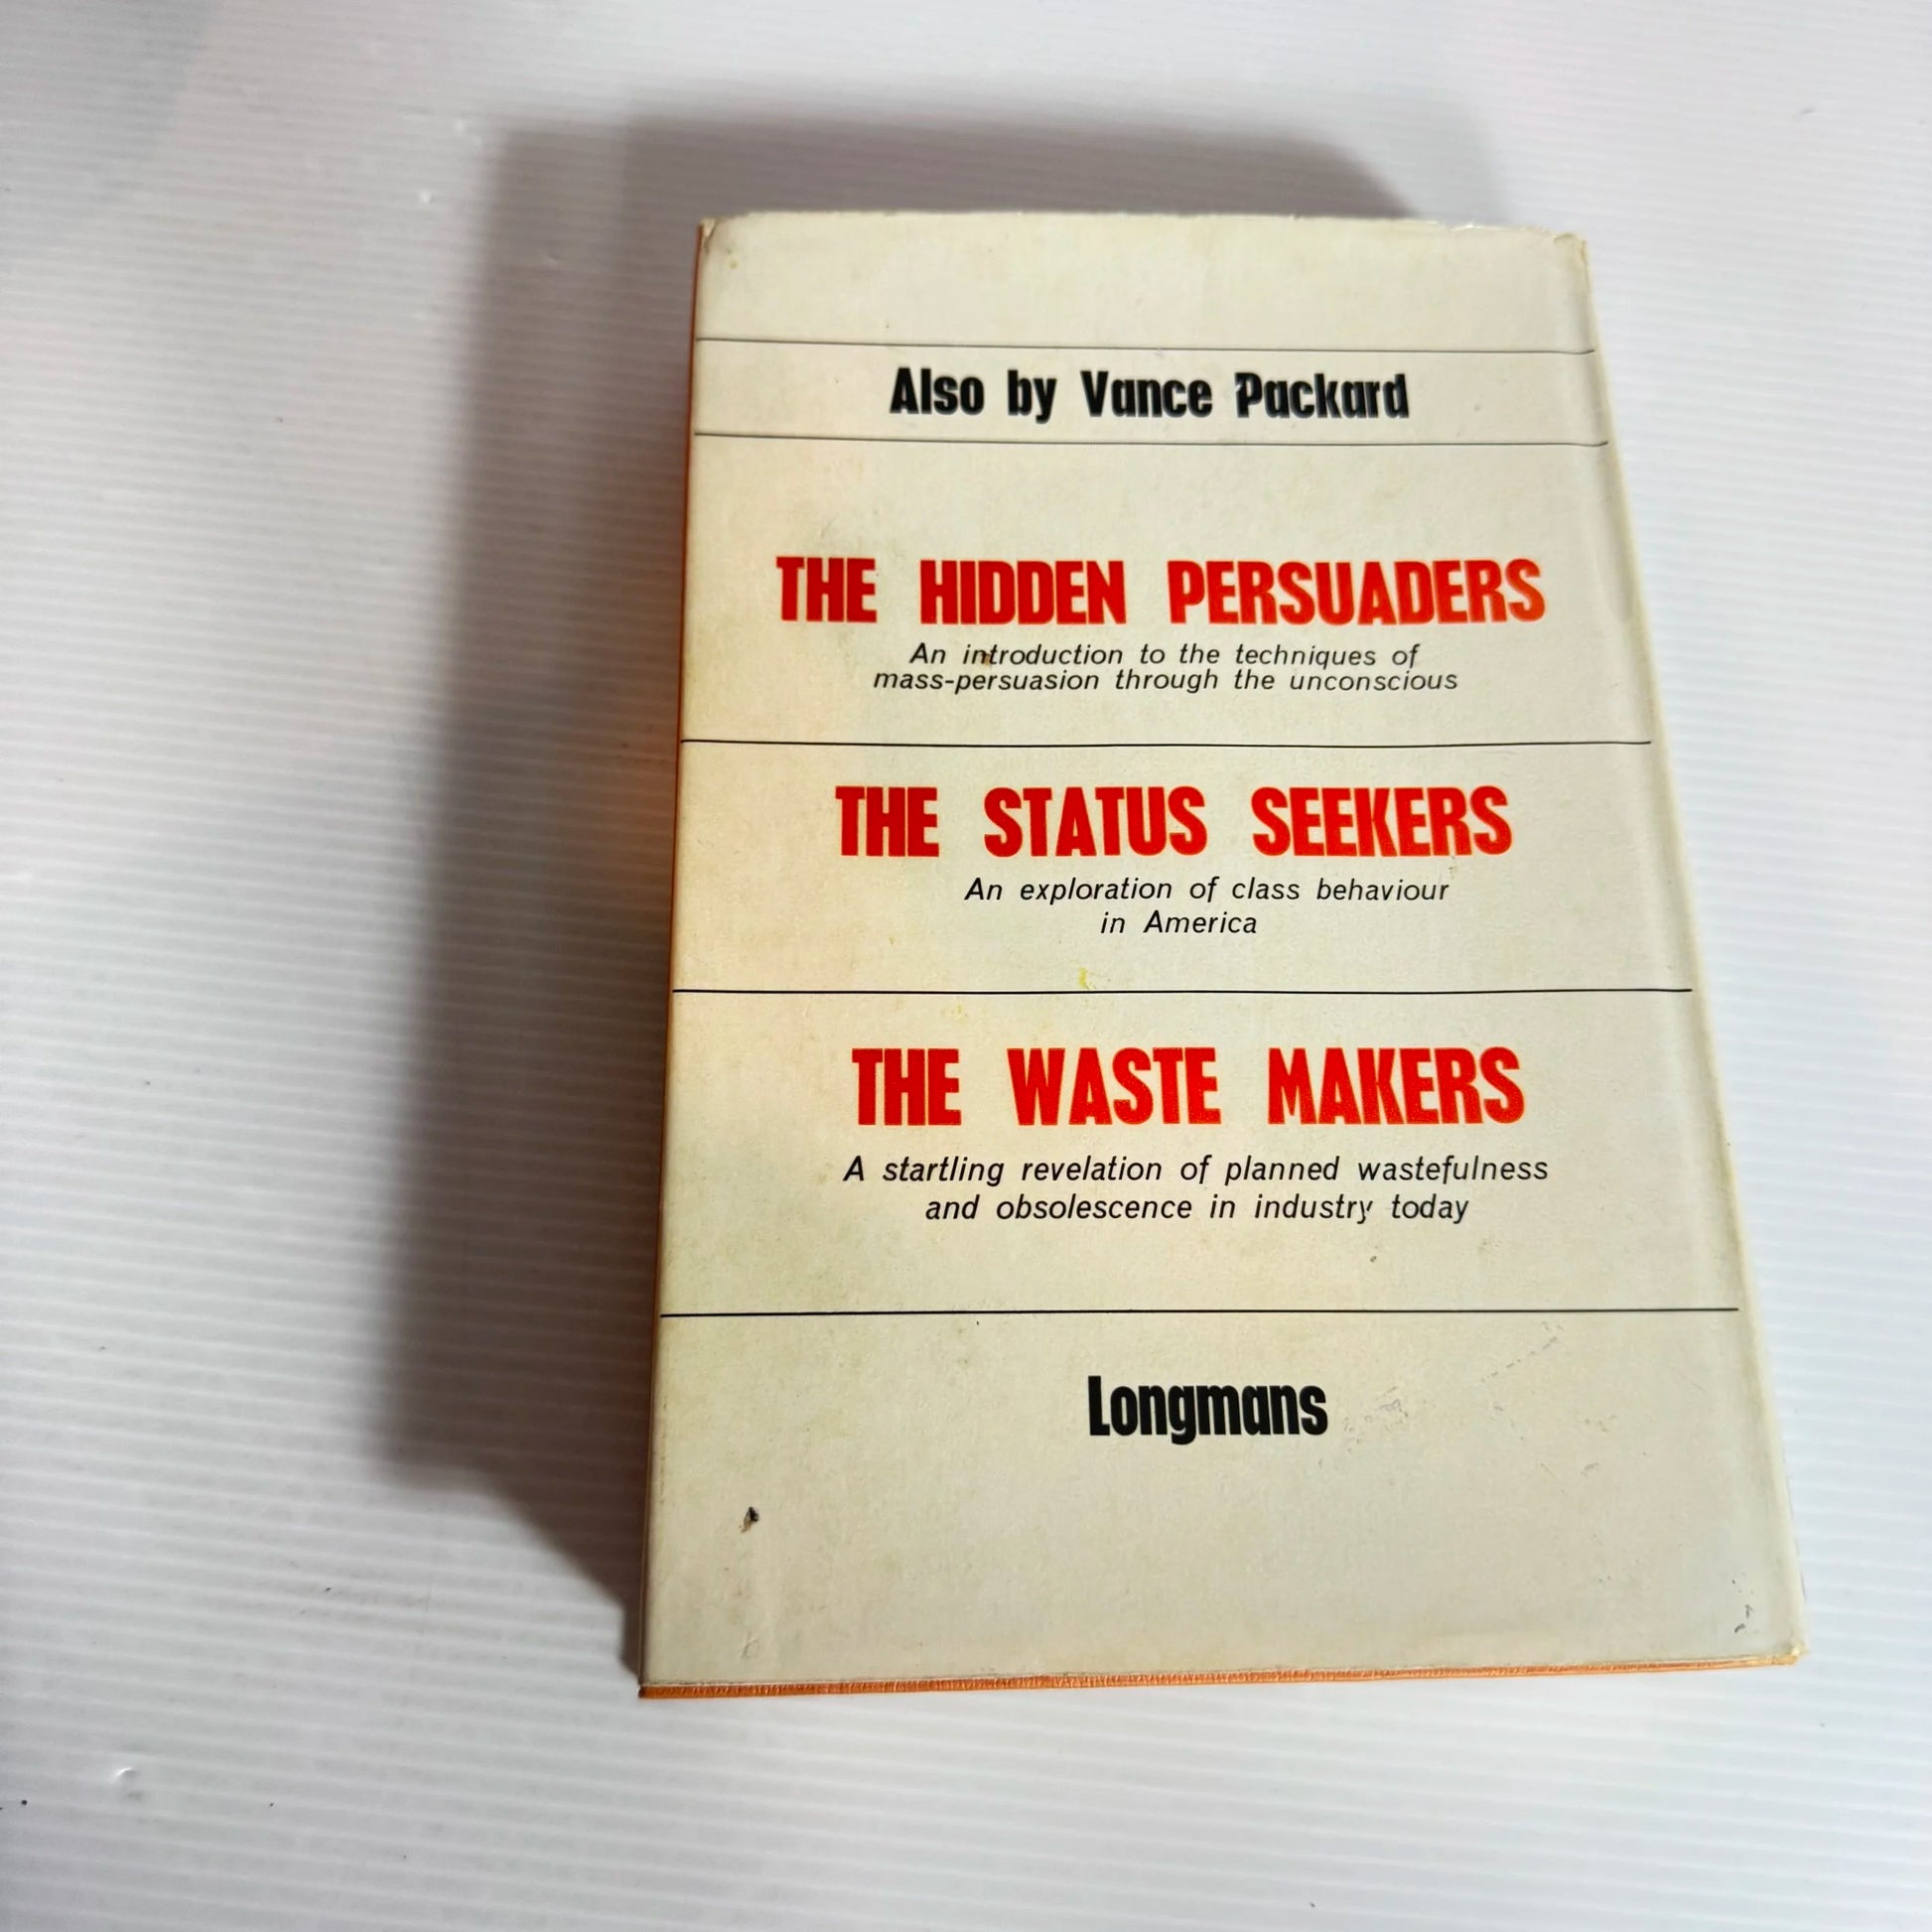 Also by Vance Packard
THE HIDDEN PERSUADERS
An introduction to the techniques of
mass-persuasion through the unconscious
THE STATUS SEEKERS
An exploration of class behaviour
in America
THE WASTE MAKERS
A startling revelation of planned wastefulness
and obsolescence in industry today
Longmans